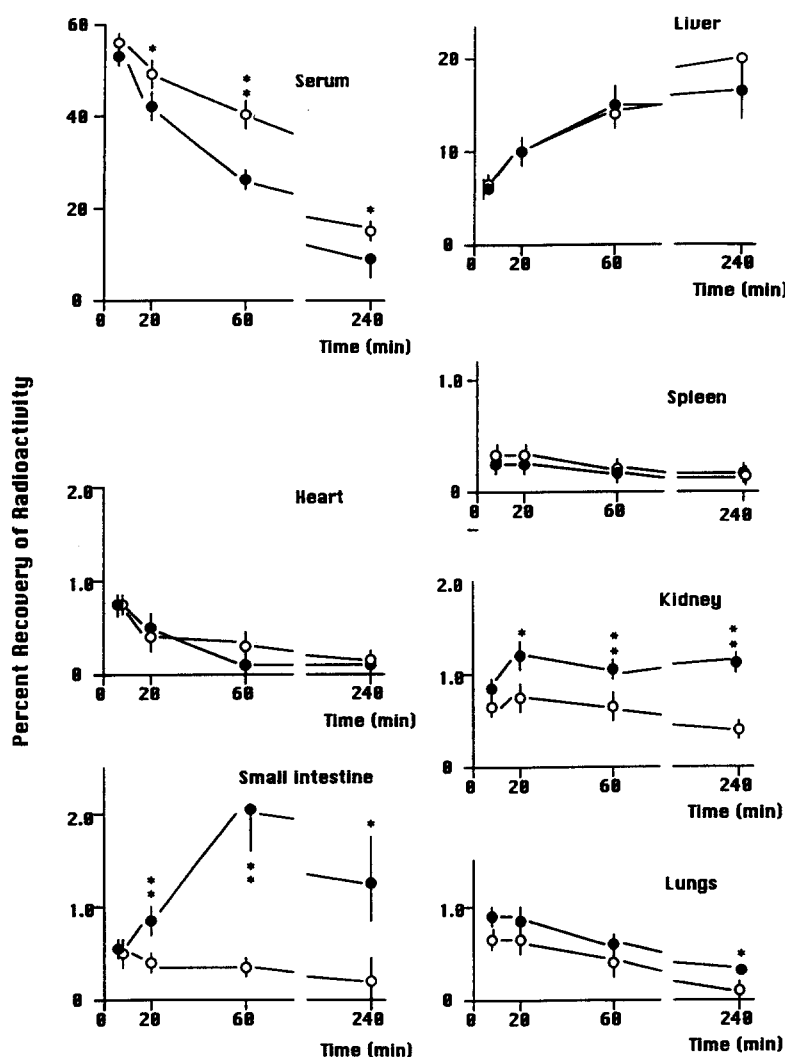 Percent Recovery of Radioactivity
60
40
20
0
Serum
*
*
*
*
0 20 60 240
Time (min)
20
10
0
Liver
0 20 60 240
Time (min)
1.0
0
Spleen
0 20 60 240
2.0
1.0
0
Heart
0 20 60 240
Time (min)
2.0
1.0
0
Kidney
*
*
*
*
*
0 20 60 240
Time (min)
Small intestine
2.0
1.0
0
*
*
*
*
*
0 20 60 240
Time (min)
1.0
0
Lungs
*
0 20 60 240
Time (min)